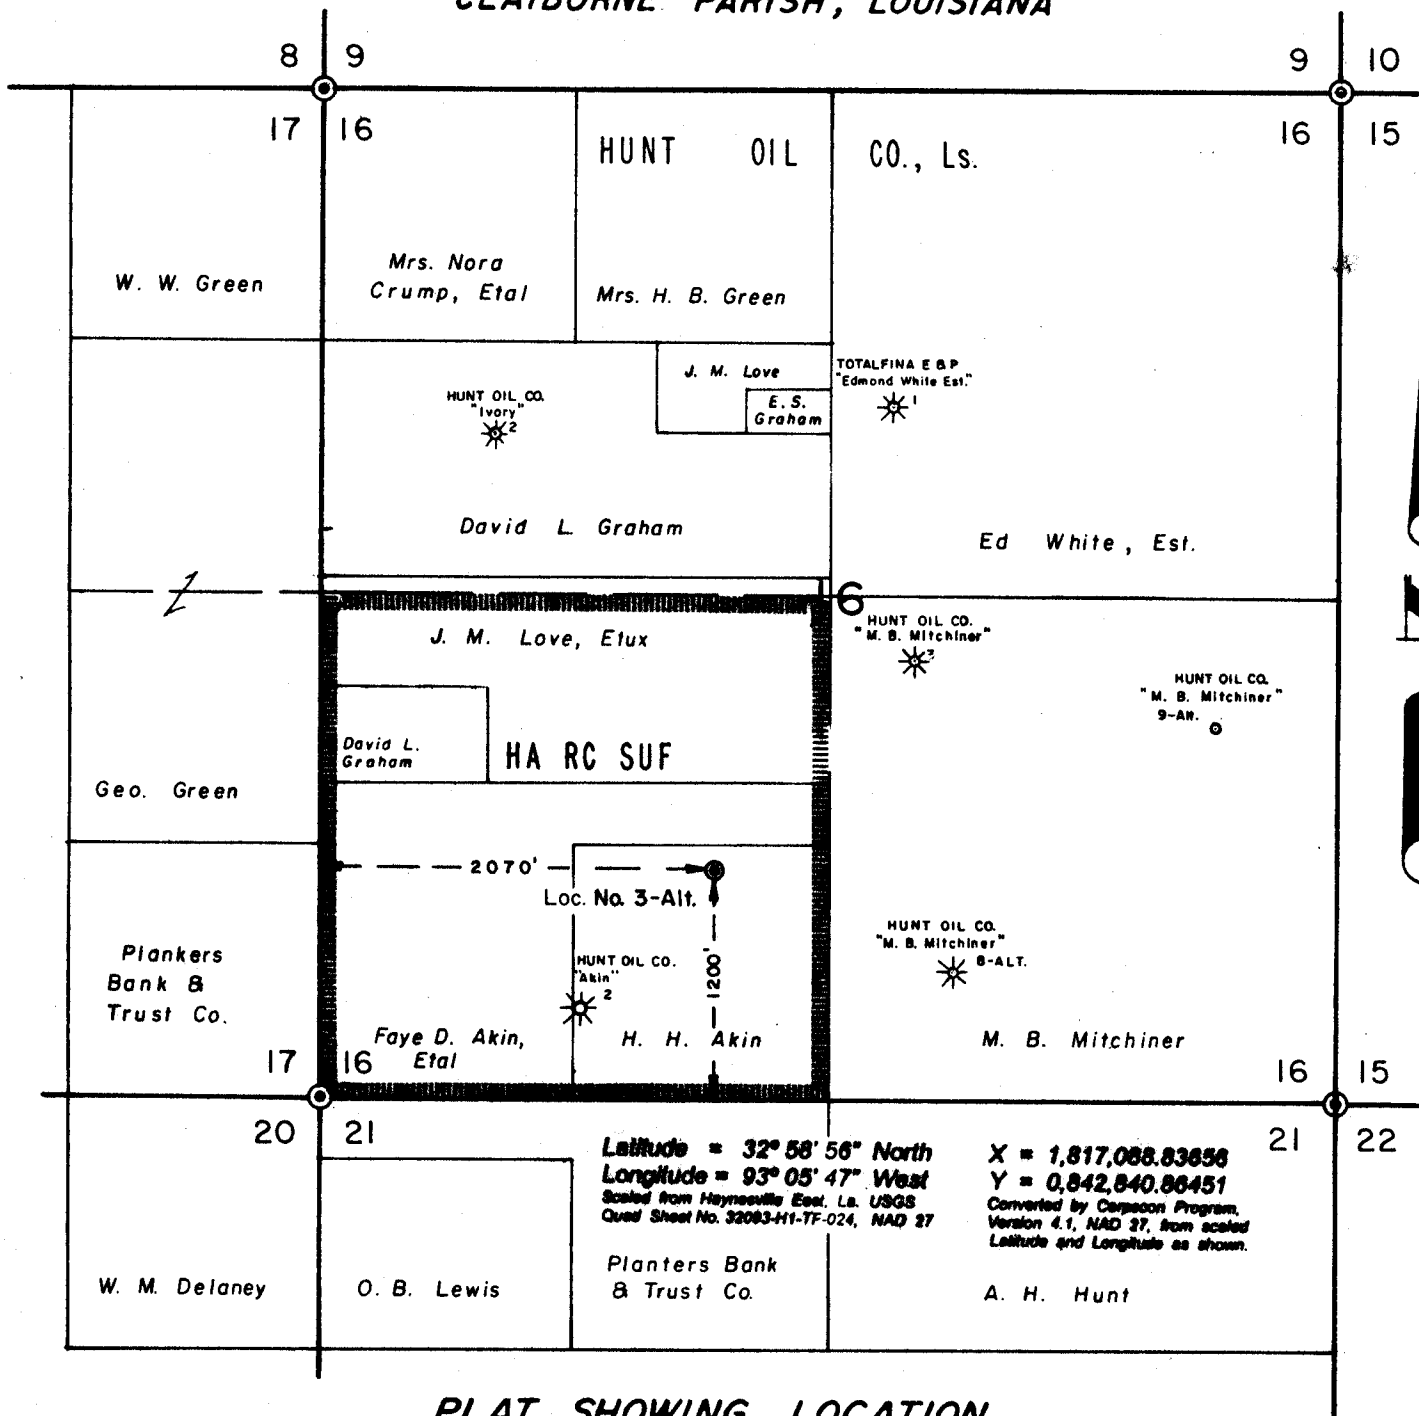 CLAIBORNE PARISH, LOUISIANA
8 9
9 10
17 16
16 15
HUNT OIL CO., Ls.
W. W. Green
Mrs. Nora
Crump, Etal
Mrs. H. B. Green
J. M. Love
E. S.
Graham
TOTALFINA E & P
"Edmond White Est."
1
HUNT OIL CO.
"Ivory"
2
David L. Graham
Ed White, Est.
16
J. M. Love, Etux
HUNT OIL CO.
"M. B. Mitchiner"
3
HUNT OIL CO.
"M. B. Mitchiner"
9-Alt.
David L.
Graham
HA RC SUF
Geo. Green
2070'
Loc. No. 3-Alt.
1200'
HUNT OIL CO.
"Akin"
2
HUNT OIL CO.
"M. B. Mitchiner"
8-ALT.
Plankers
Bank &
Trust Co.
Faye D. Akin,
Etal
H. H. Akin
M. B. Mitchiner
17 16
16 15
20 21
21 22
Latitude = 32° 58' 56" North
Longitude = 93° 05' 47" West
Scaled from Haynesville East, La. USGS
Quad Sheet No. 32093-H1-TF-024, NAD 27
X = 1,817,088.83656
Y = 0,842,840.86451
Converted by Corpscon Program,
Version 4.1, NAD 27, from scaled
Latitude and Longitude as shown.
W. M. Delaney
O. B. Lewis
Planters Bank
& Trust Co.
A. H. Hunt
PLAT SHOWING LOCATION